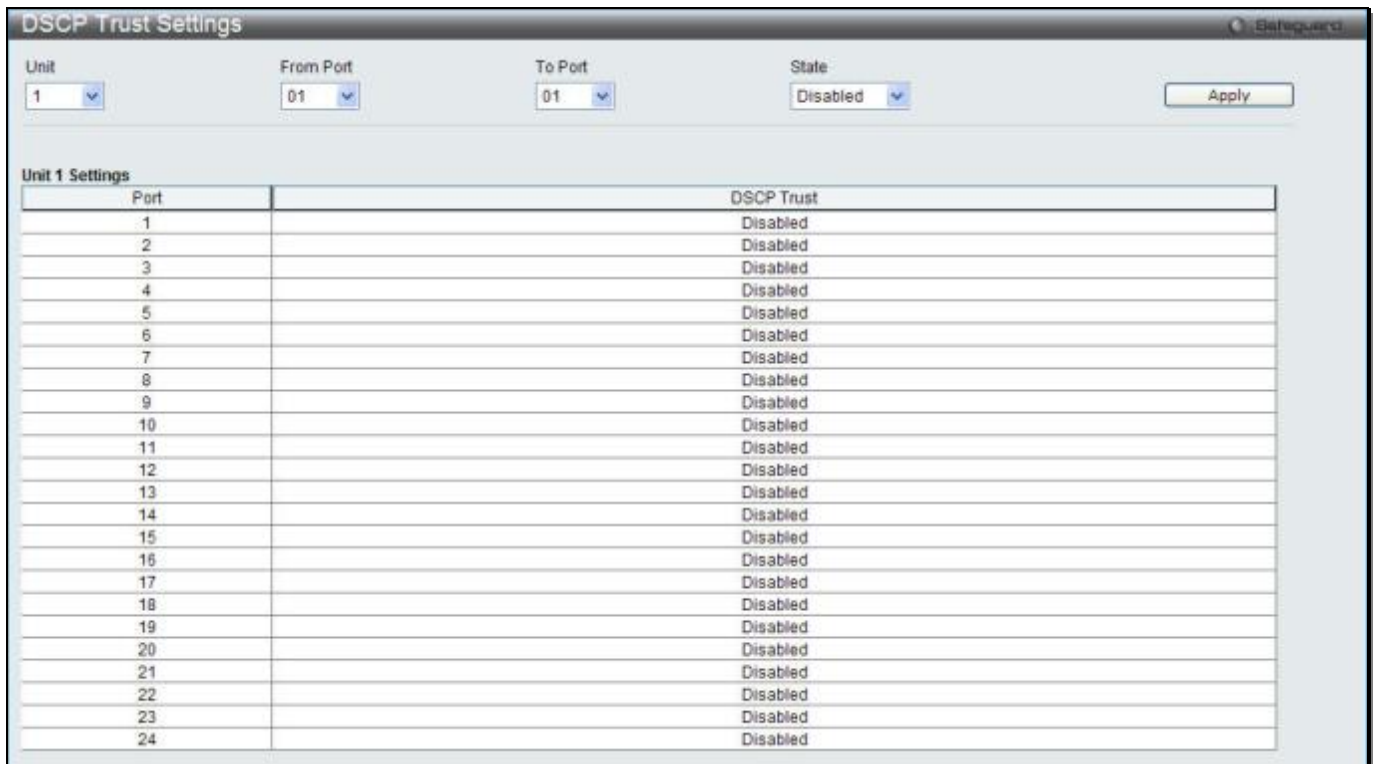 DSCP Trust Settings
Safeguard
Unit From Port To Port State
1 01 01 Disabled Apply
Unit 1 Settings
Port DSCP Trust
1 Disabled
2 Disabled
3 Disabled
4 Disabled
5 Disabled
6 Disabled
7 Disabled
8 Disabled
9 Disabled
10 Disabled
11 Disabled
12 Disabled
13 Disabled
14 Disabled
15 Disabled
16 Disabled
17 Disabled
18 Disabled
19 Disabled
20 Disabled
21 Disabled
22 Disabled
23 Disabled
24 Disabled